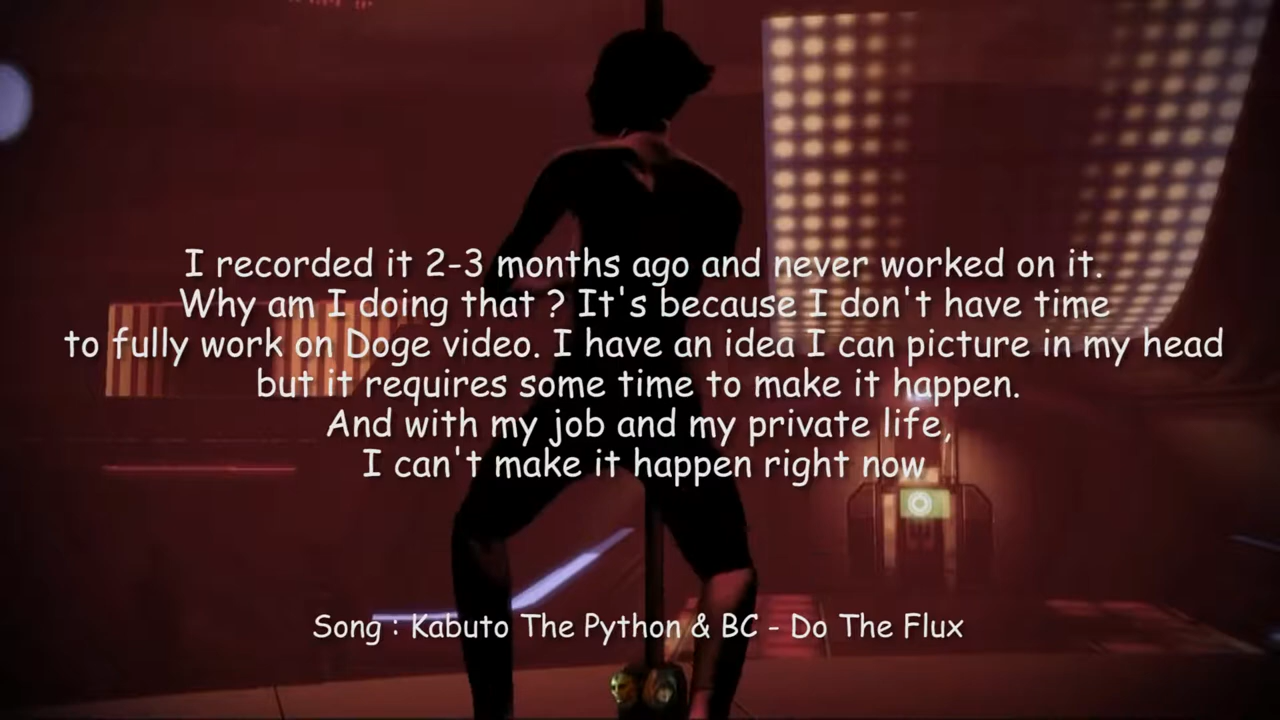 I recorded it 2-3 months ago and never worked on it.
Why am I doing that ? It's because I don't have time
to fully work on Doge video. I have an idea I can picture in my head
but it requires some time to make it happen.
And with my job and my private life,
I can't make it happen right now
Song : Kabuto The Python & BC - Do The Flux